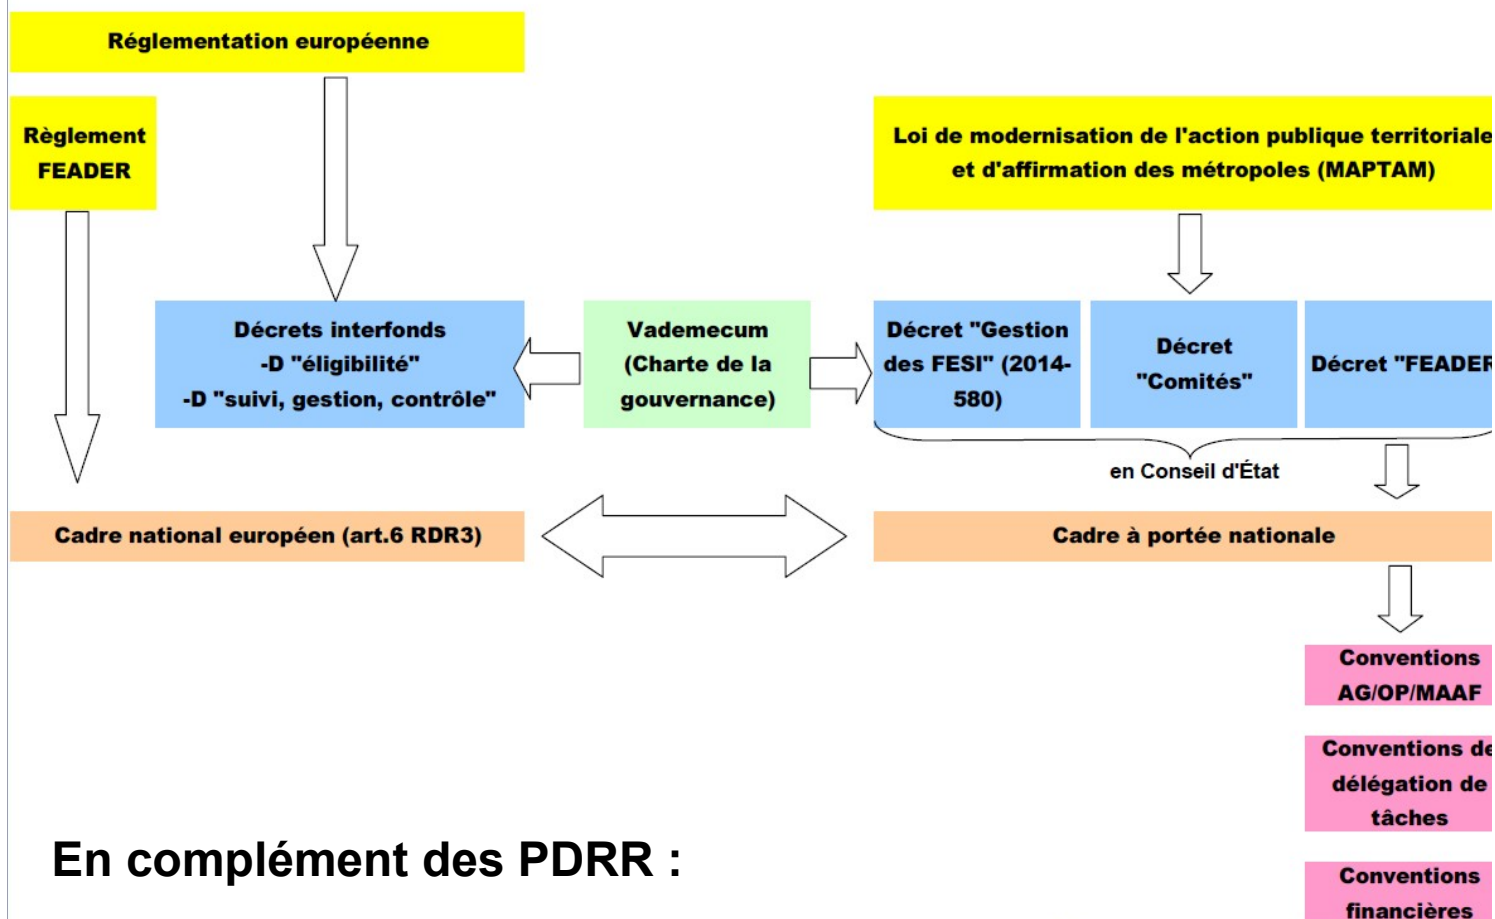 Réglementation européenne
Règlement
FEADER
Loi de modernisation de l'action publique territoriale
et d'affirmation des métropoles (MAPTAM)
Décrets interfonds
-D "éligibilité"
-D "suivi, gestion, contrôle"
Vademecum
(Charte de la
gouvernance)
Décret "Gestion
des FESI" (2014-
580)
Décret
"Comités"
Décret "FEADER
en Conseil d'État
Cadre national européen (art.6 RDR3)
Cadre à portée nationale
Conventions
AG/OP/MAAF
Conventions de
délégation de
tâches
En complément des PDRR :
Conventions
financières